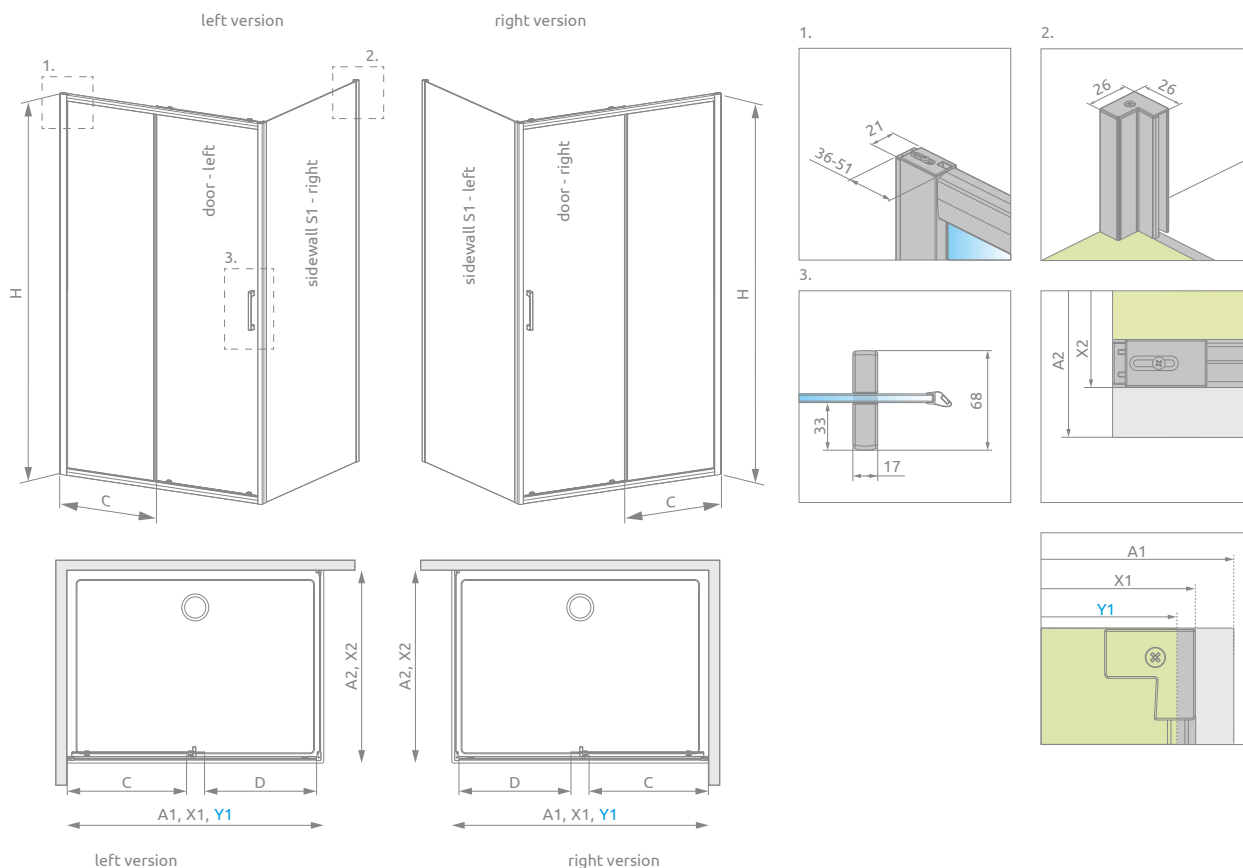 left version
right version
1.
2.
H
door - left
sidewall S1 - right
3.
C
sidewall S1 - left
door - right
H
C
1.
21
36-51
2.
26
26
3.
33
68
17
A2
X2
A1
X1
Y1
A2, X2
C
D
A1, X1, Y1
left version
A2, X2
D
C
A1, X1, Y1
right version